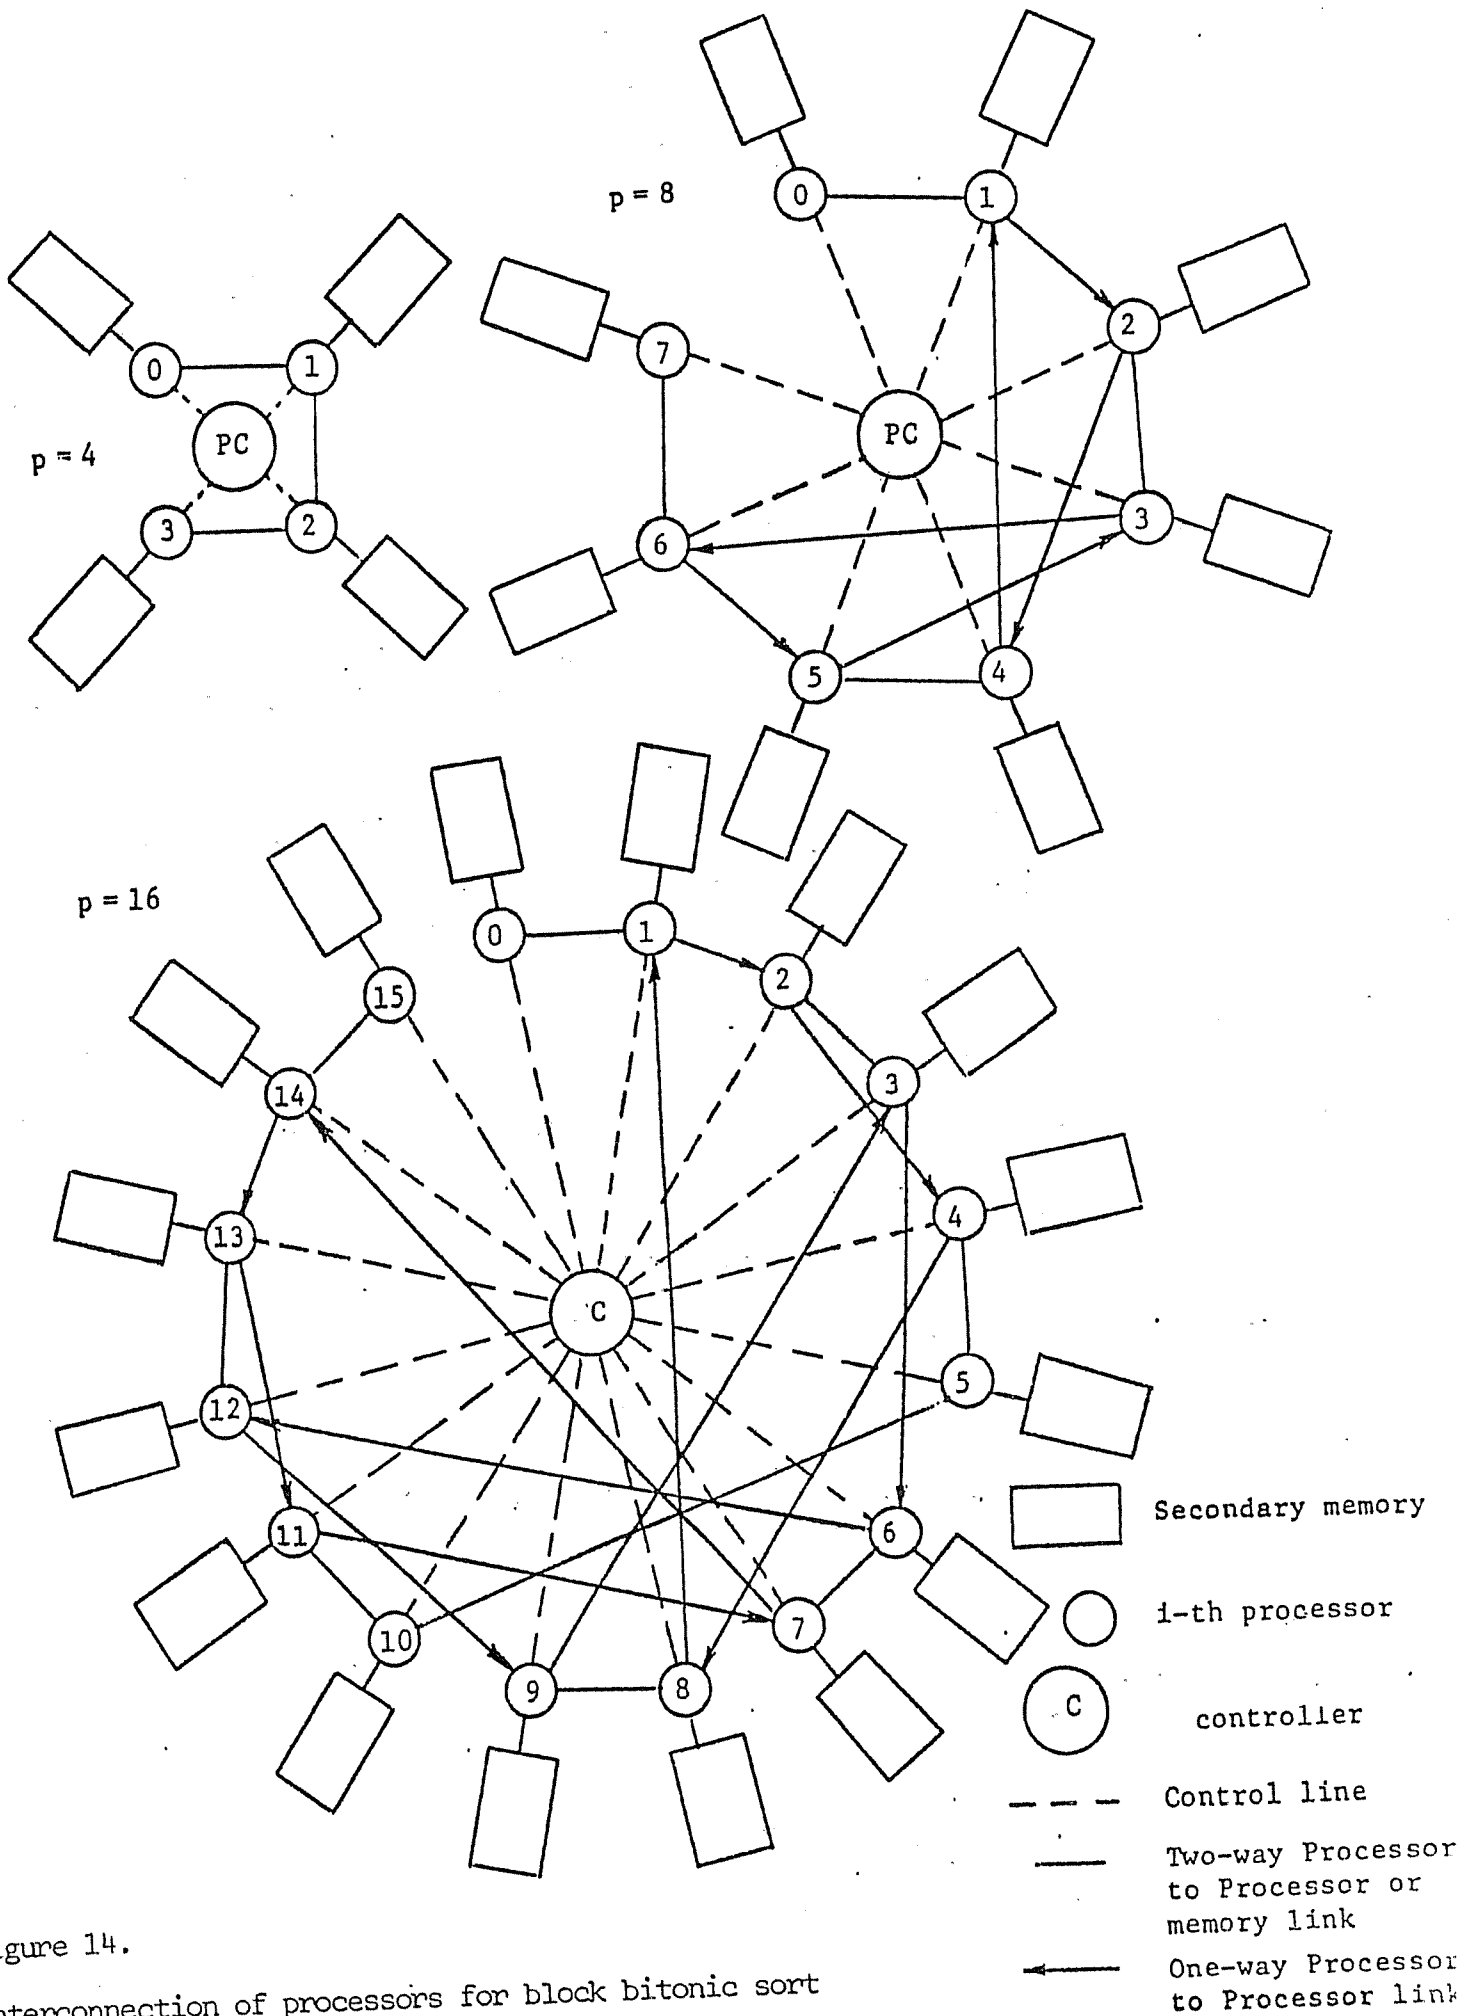 p = 8
0
1
2
3
4
5
6
7
PC
p = 4
0
1
2
3
PC
p = 16
0
1
2
3
4
5
6
7
8
9
10
11
12
13
14
15
C
Secondary memory
i-th processor
C
controller
Control line
Two-way Processor
to Processor or
memory link
One-way Processor
to Processor link
gure 14.
nterconnection of processors for block bitonic sort